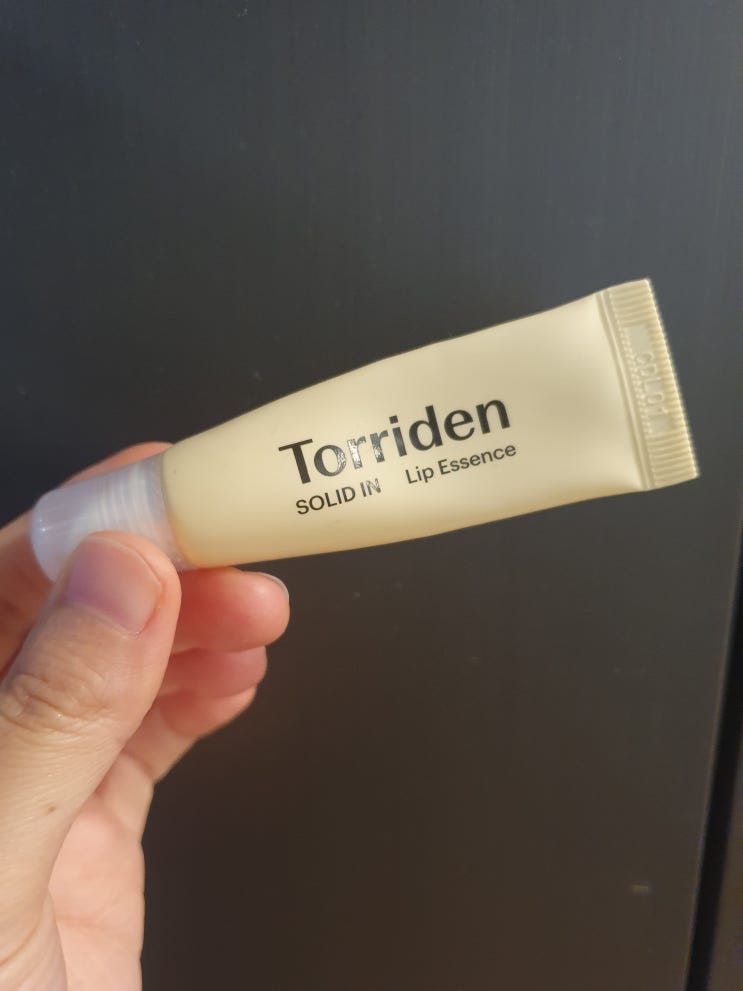 Torriden
SOLID IN Lip Essence